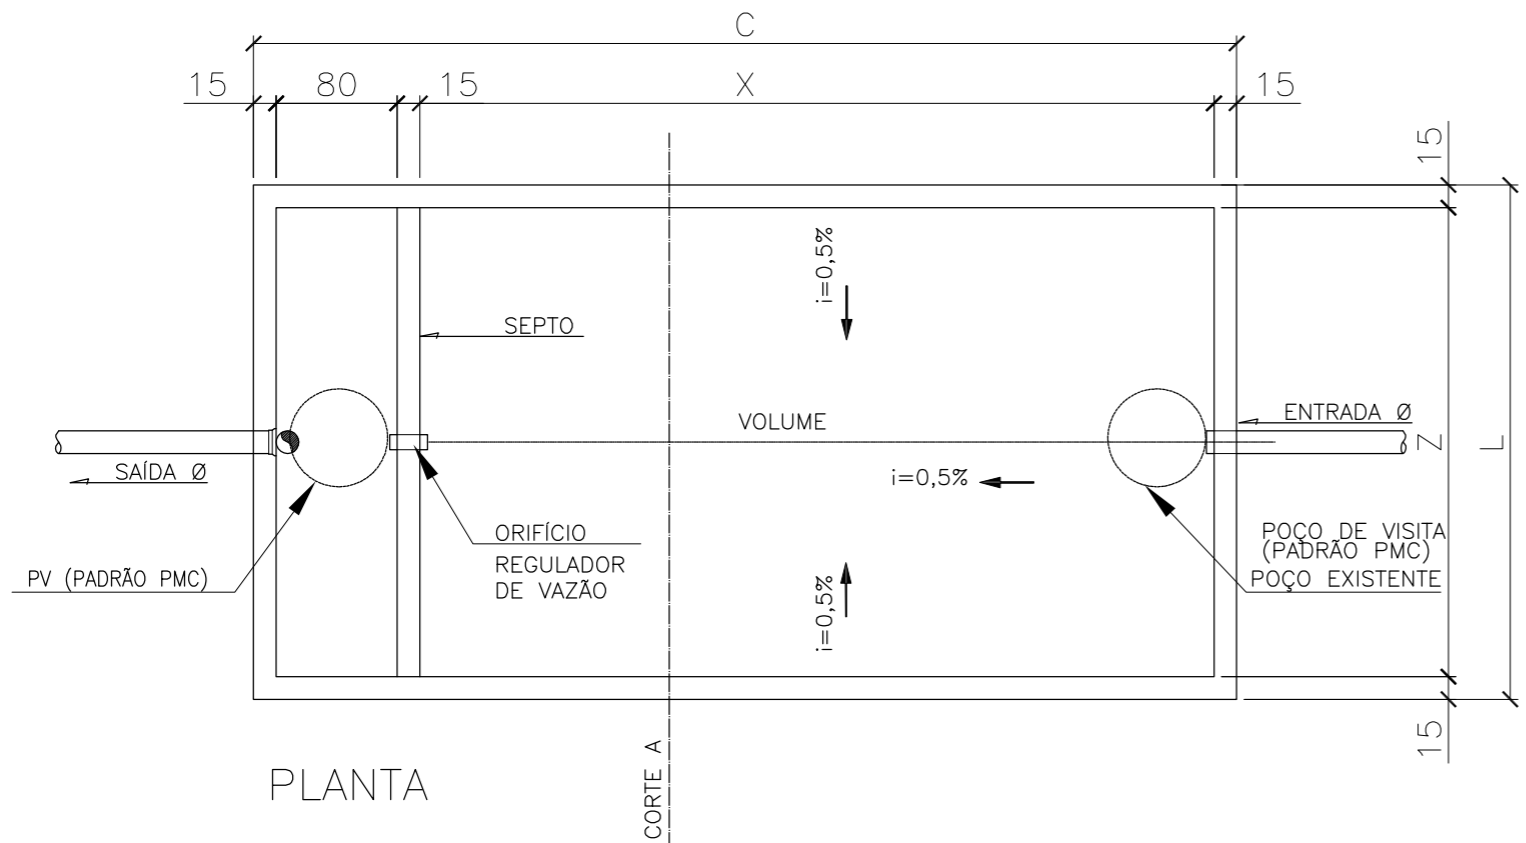 C
15 80 15 X 15
15
i=0,5%
SEPTO
VOLUME
ENTRADA Ø
SAÍDA Ø
i=0,5%
Z
L
ORIFÍCIO
REGULADOR
DE VAZÃO
POÇO DE VISITA
(PADRÃO PMC)
POÇO EXISTENTE
PV (PADRÃO PMC)
i=0,5%
15
CORTE A
PLANTA